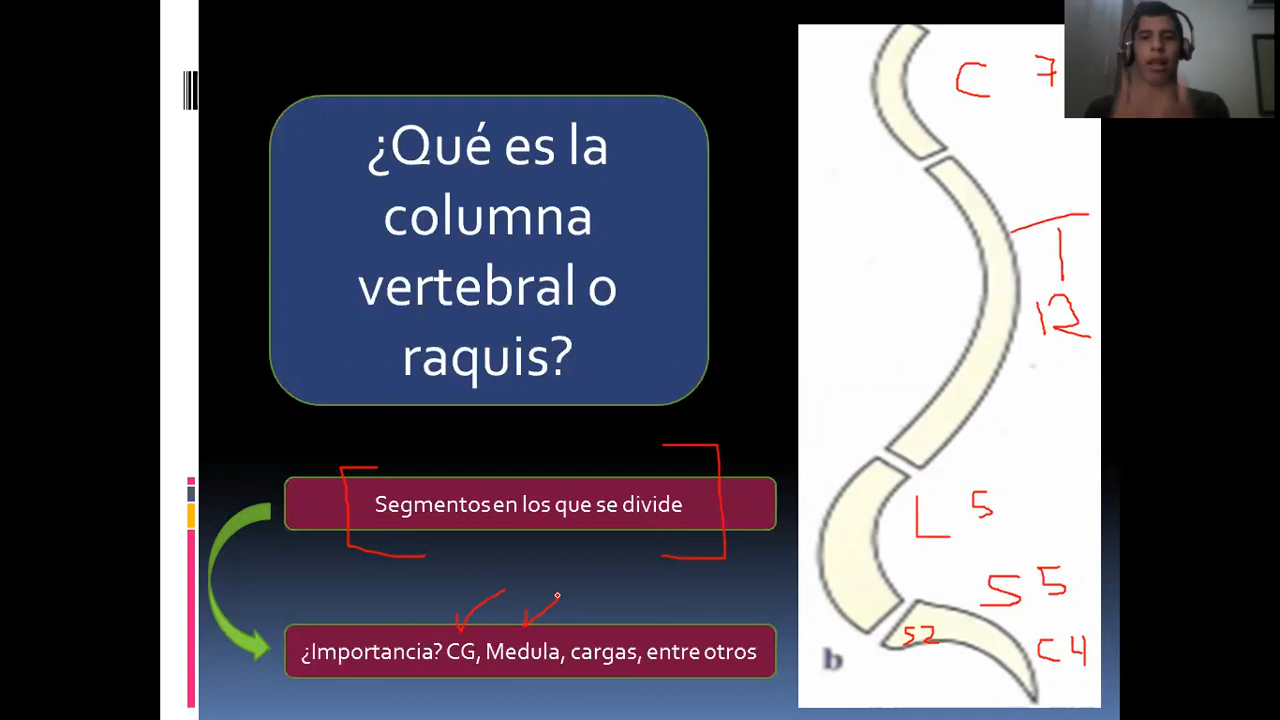 ¿Qué es la
columna
vertebral o
raquis?
Segmentos en los que se divide
¿Importancia? CG, Medula, cargas, entre otros
C 7
T
12
L 5
S 5
S2
C 4
b